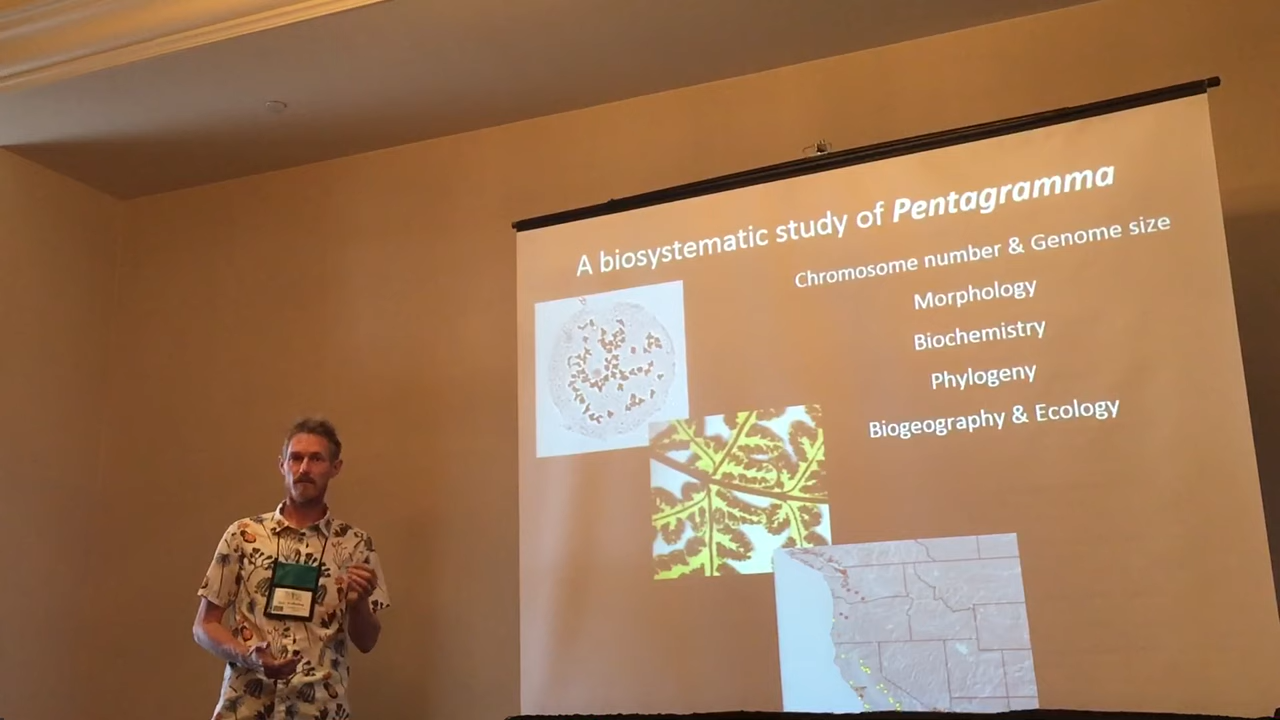 A biosystematic study of Pentagramma
Chromosome number & Genome size
Morphology
Biochemistry
Phylogeny
Biogeography & Ecology